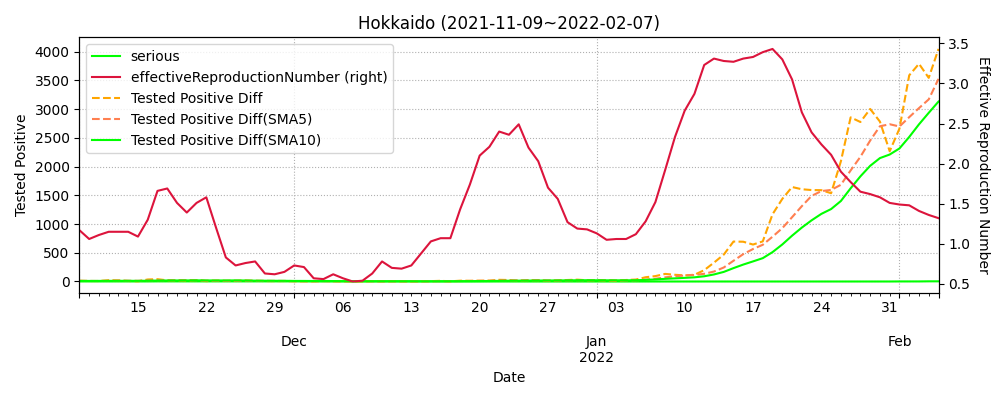 Hokkaido (2021-11-09~2022-02-07)
serious
effectiveReproductionNumber (right)
Tested Positive Diff
Tested Positive Diff(SMA5)
Tested Positive Diff(SMA10)
Tested Positive
4000
3500
3000
2500
2000
1500
1000
500
0
3.5
3.0
2.5
2.0
1.5
1.0
0.5
Effective Reproduction Number
15 22 29 06 13 20 27 03 10 17 24 31
Dec Jan Feb
2022
Date